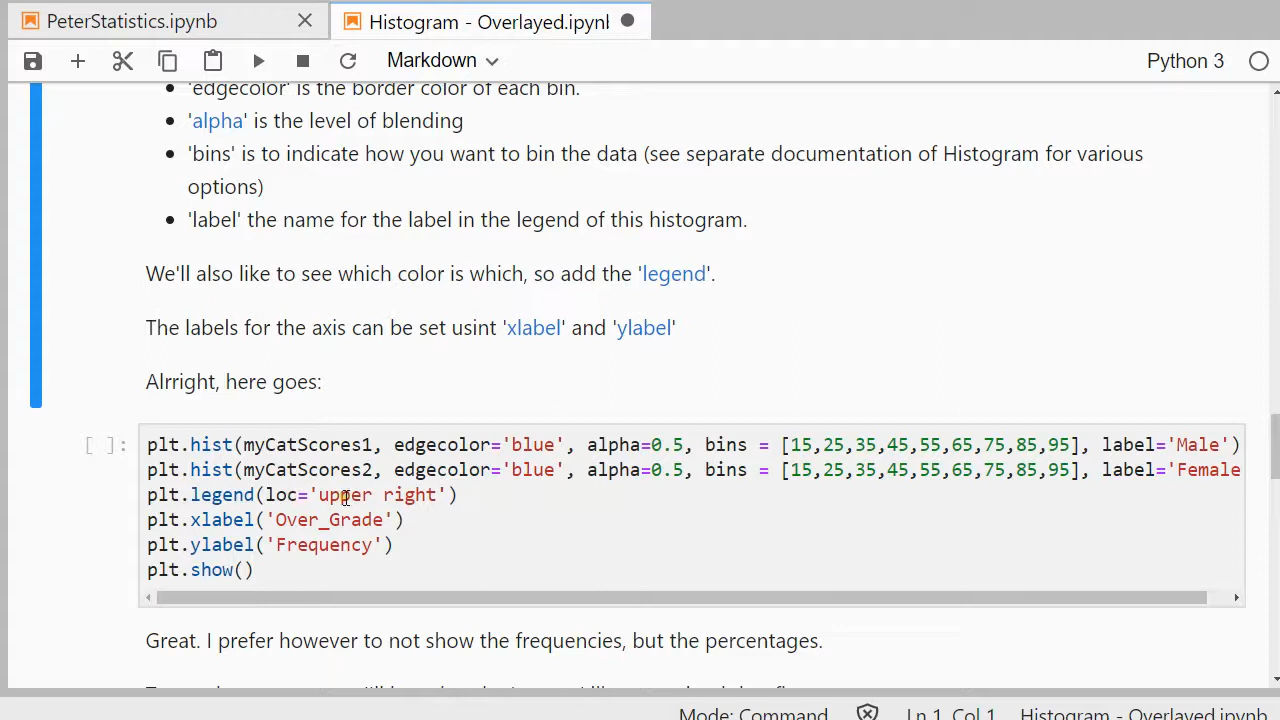 PeterStatistics.ipynb
Histogram - Overlayed.ipynb
Markdown
Python 3
'edgecolor' is the border color of each bin.
'alpha' is the level of blending
'bins' is to indicate how you want to bin the data (see separate documentation of Histogram for various
options)
'label' the name for the label in the legend of this histogram.
We'll also like to see which color is which, so add the 'legend'.
The labels for the axis can be set usint 'xlabel' and 'ylabel'
Alrright, here goes:
[ ]:
plt.hist(myCatScores1, edgecolor='blue', alpha=0.5, bins = [15,25,35,45,55,65,75,85,95], label='Male')
plt.hist(myCatScores2, edgecolor='blue', alpha=0.5, bins = [15,25,35,45,55,65,75,85,95], label='Female
plt.legend(loc='upper right')
plt.xlabel('Over_Grade')
plt.ylabel('Frequency')
plt.show()
Great. I prefer however to not show the frequencies, but the percentages.
Mode: Command
Ln 1, Col 1
Histogram - Overlayed.ipynb